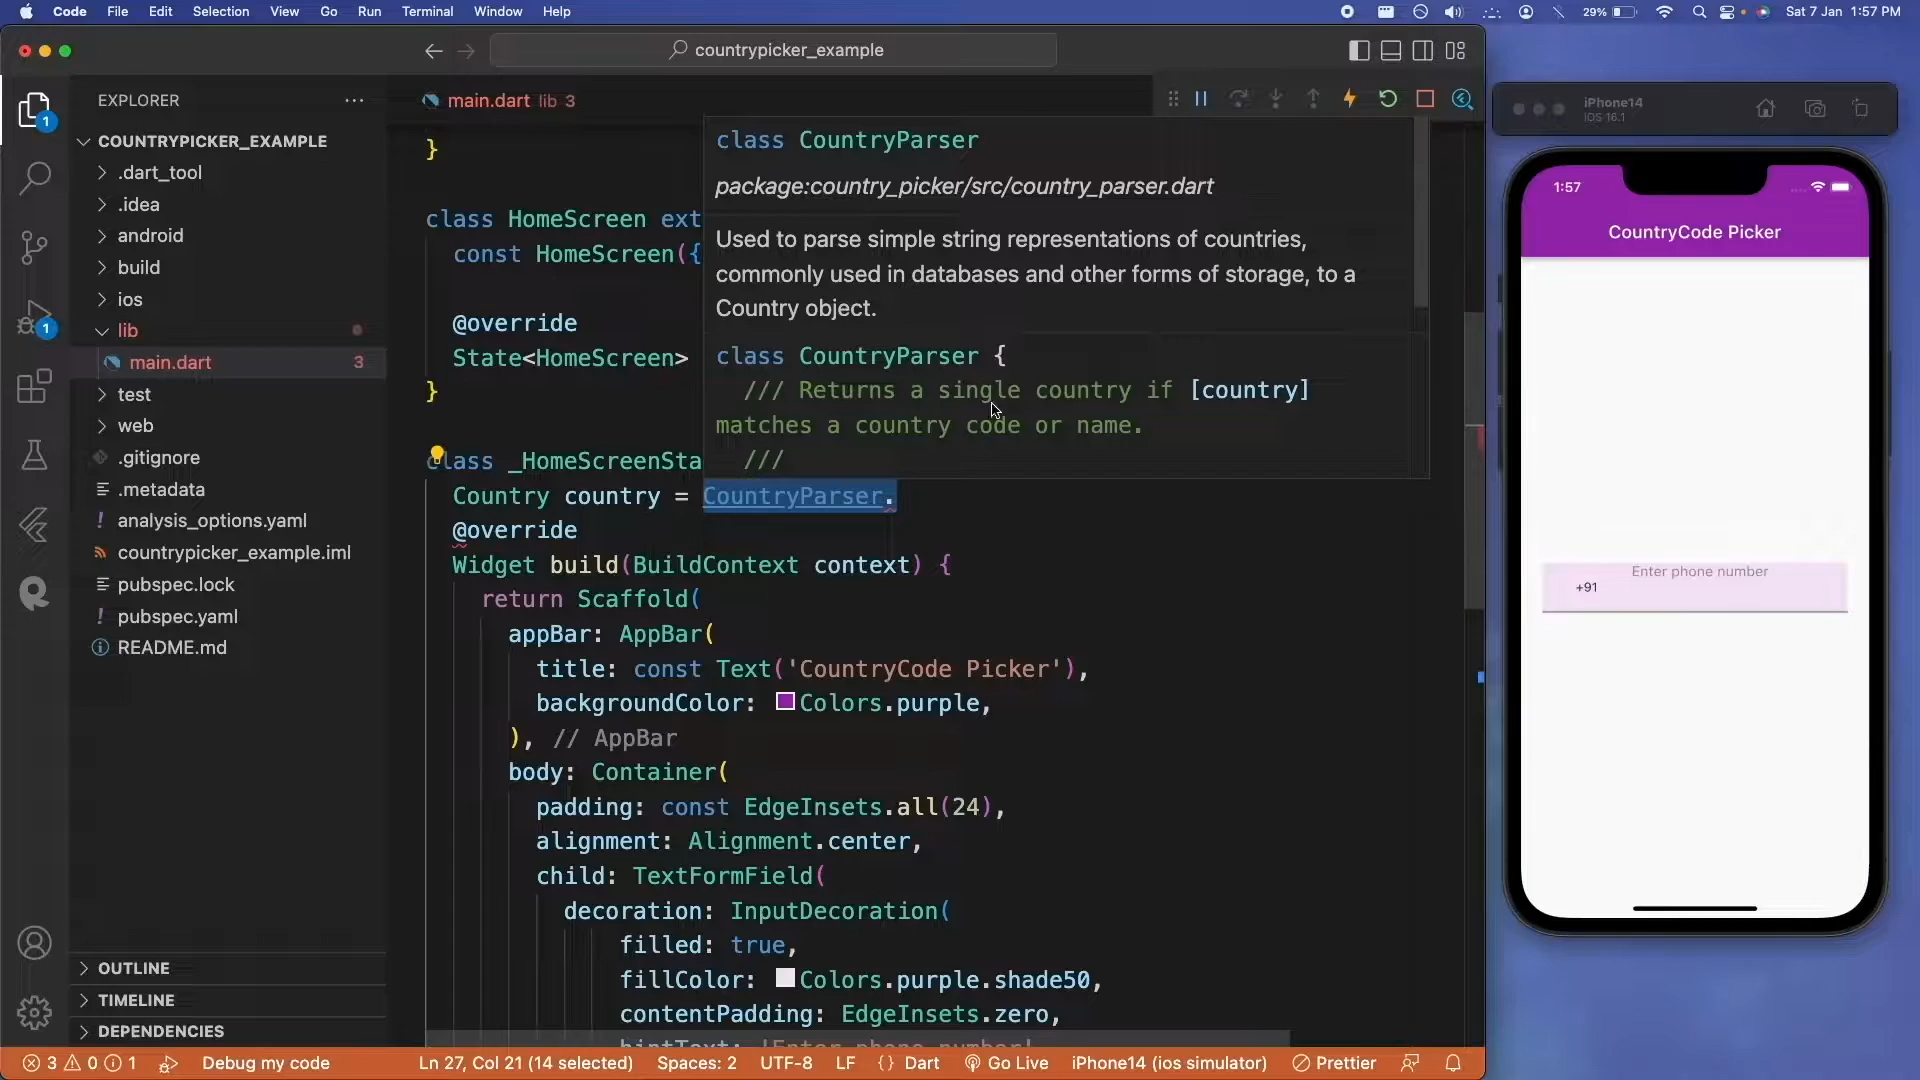 Code File Edit Selection View Go Run Terminal Window Help
29% Sat 7 Jan 1:57 PM
countrypicker_example
EXPLORER
main.dart lib 3
COUNTRYPICKER_EXAMPLE
.dart_tool
.idea
android
build
ios
lib
main.dart 3
test
web
.gitignore
.metadata
! analysis_options.yaml
countrypicker_example.iml
pubspec.lock
! pubspec.yaml
README.md
OUTLINE
TIMELINE
DEPENDENCIES
1
1
}
class HomeScreen ext
const HomeScreen({
@override
State<HomeScreen>
}
class _HomeScreenSta
Country country = CountryParser.
@override
Widget build(BuildContext context) {
return Scaffold(
appBar: AppBar(
title: const Text('CountryCode Picker'),
backgroundColor: Colors.purple,
), // AppBar
body: Container(
padding: const EdgeInsets.all(24),
alignment: Alignment.center,
child: TextFormField(
decoration: InputDecoration(
filled: true,
fillColor: Colors.purple.shade50,
contentPadding: EdgeInsets.zero,
hintText: 'Enter phone number'
class CountryParser
package:country_picker/src/country_parser.dart
Used to parse simple string representations of countries,
commonly used in databases and other forms of storage, to a
Country object.
class CountryParser {
/// Returns a single country if [country]
matches a country code or name.
///
3 0 1 Debug my code Ln 27, Col 21 (14 selected) Spaces: 2 UTF-8 LF {} Dart Go Live iPhone14 (ios simulator) Prettier
iPhone14
iOS 16.1
1:57
CountryCode Picker
Enter phone number
+91